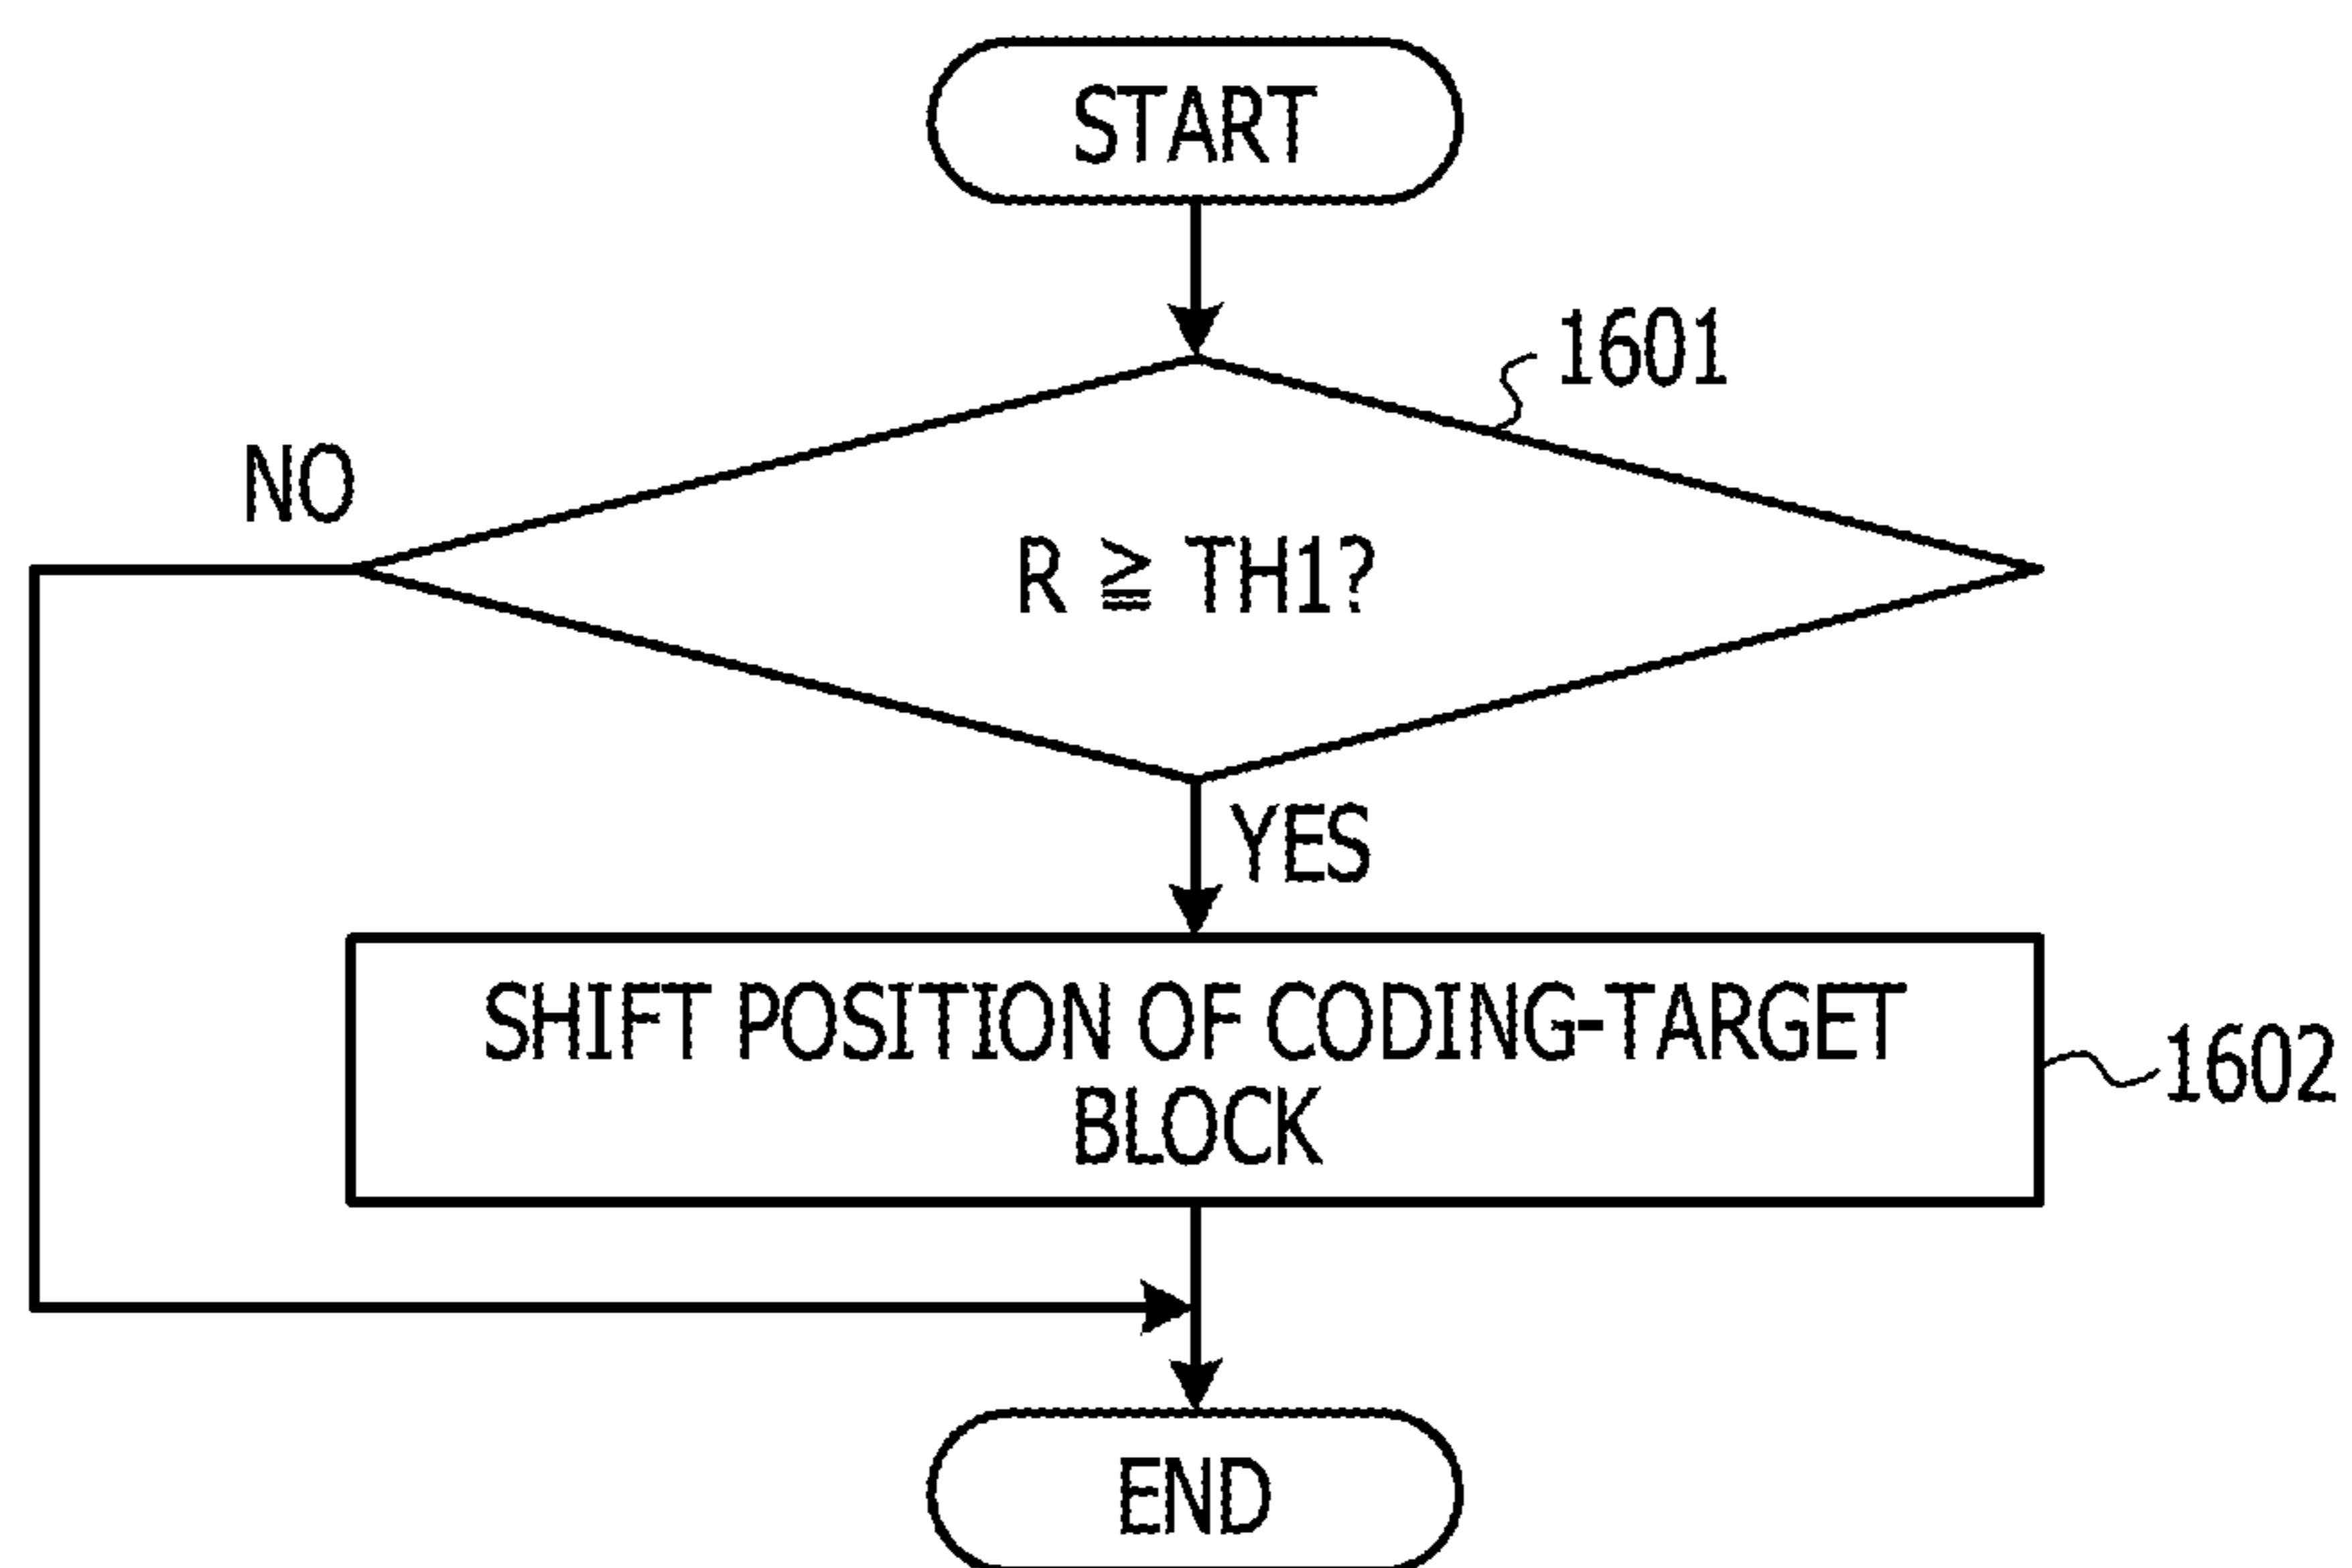 START
1601
NO
R ≧ TH1?
YES
SHIFT POSITION OF CODING-TARGET
BLOCK
1602
END